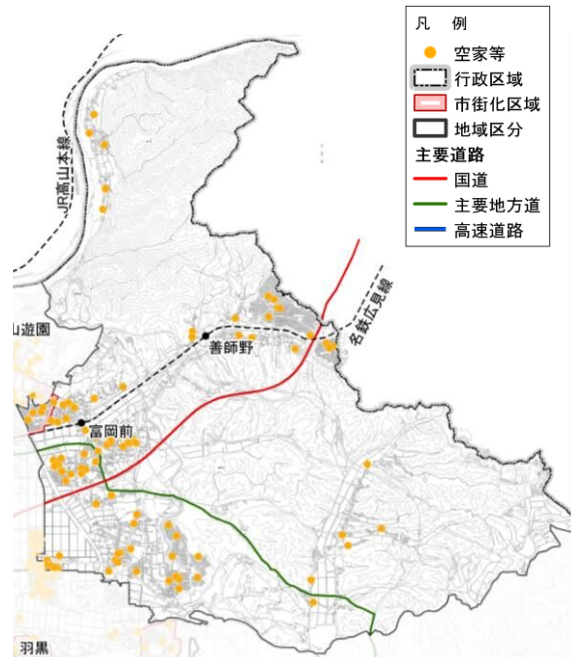 凡 例
空家等
行政区域
市街化区域
地域区分
主要道路
国道
主要地方道
高速道路
JR高山本線
名鉄広見線
山遊園
善師野
富岡前
羽黒